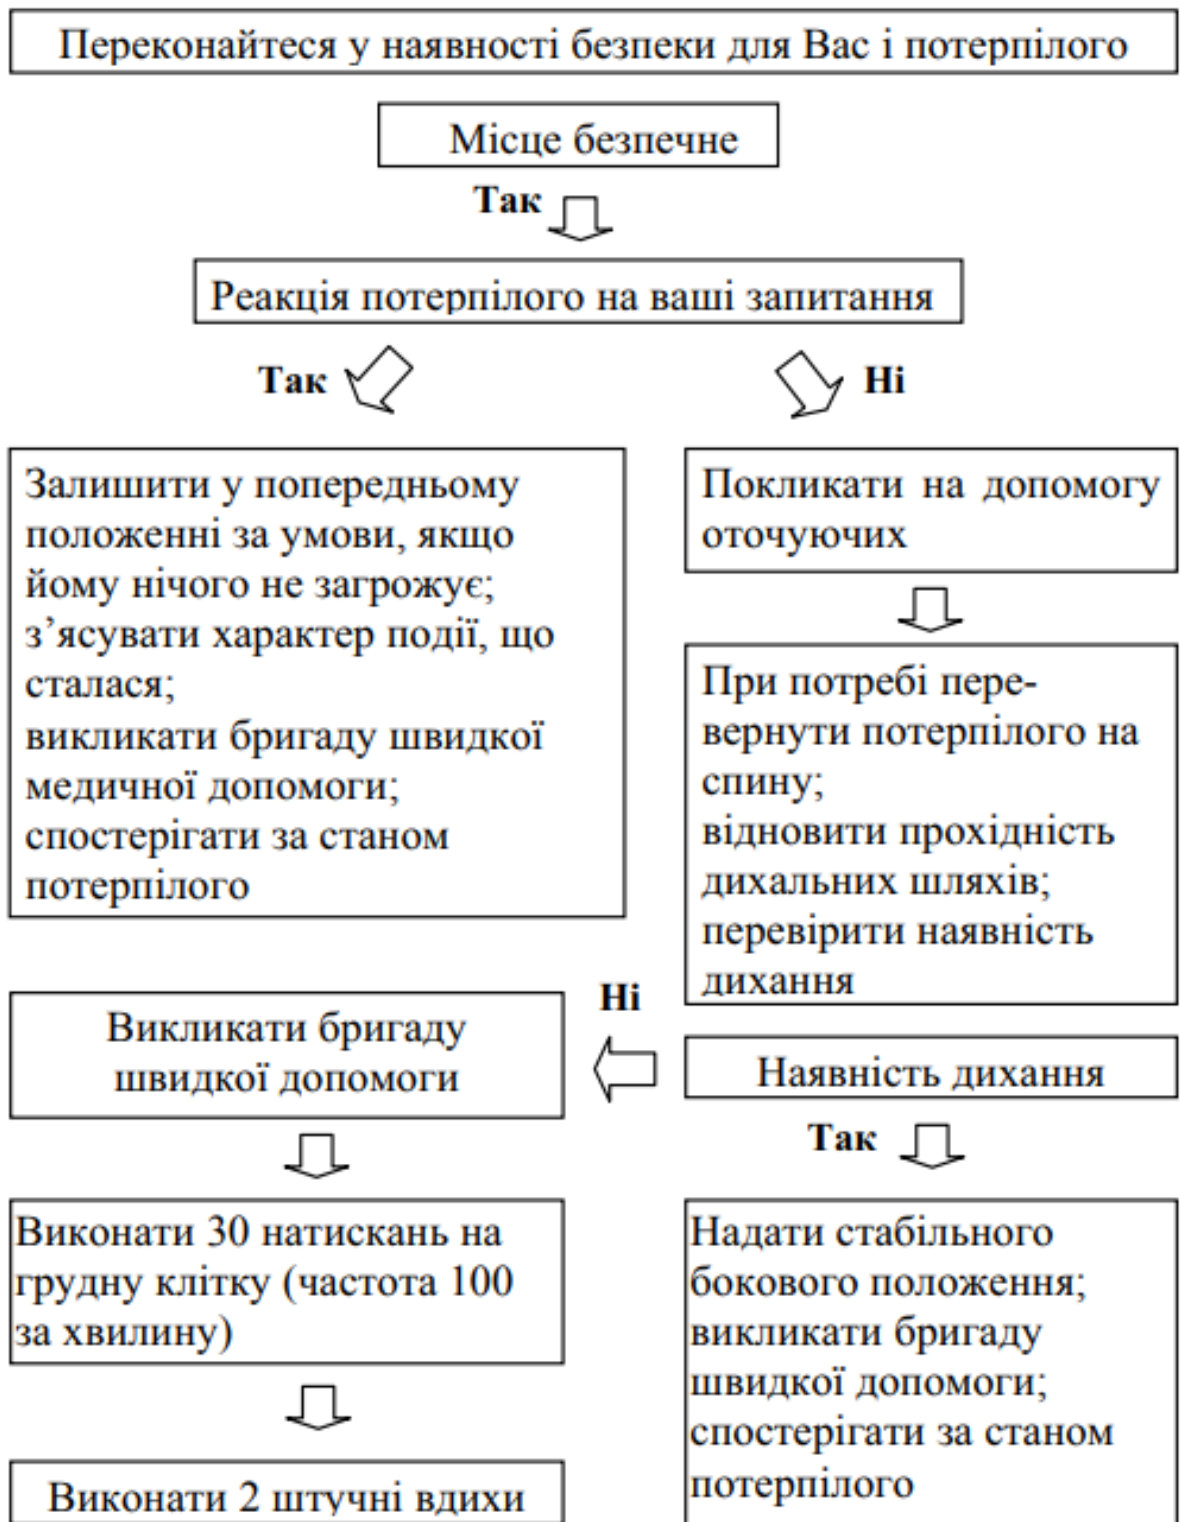 Переконайтеся у наявності безпеки для Вас і потерпілого
Місце безпечне
Так
Реакція потерпілого на ваші запитання
Так
Ні
Залишити у попередньому
положенні за умови, якщо
йому нічого не загрожує;
з’ясувати характер події, що
сталася;
викликати бригаду швидкої
медичної допомоги;
спостерігати за станом
потерпілого
Покликати на допомогу
оточуючих
При потребі пере-
вернути потерпілого на
спину;
відновити прохідність
дихальних шляхів;
перевірити наявність
дихання
Наявність дихання
Ні
Викликати бригаду
швидкої допомоги
Виконати 30 натискань на
грудну клітку (частота 100
за хвилину)
Виконати 2 штучні вдихи
Так
Надати стабільного
бокового положення;
викликати бригаду
швидкої допомоги;
спостерігати за станом
потерпілого